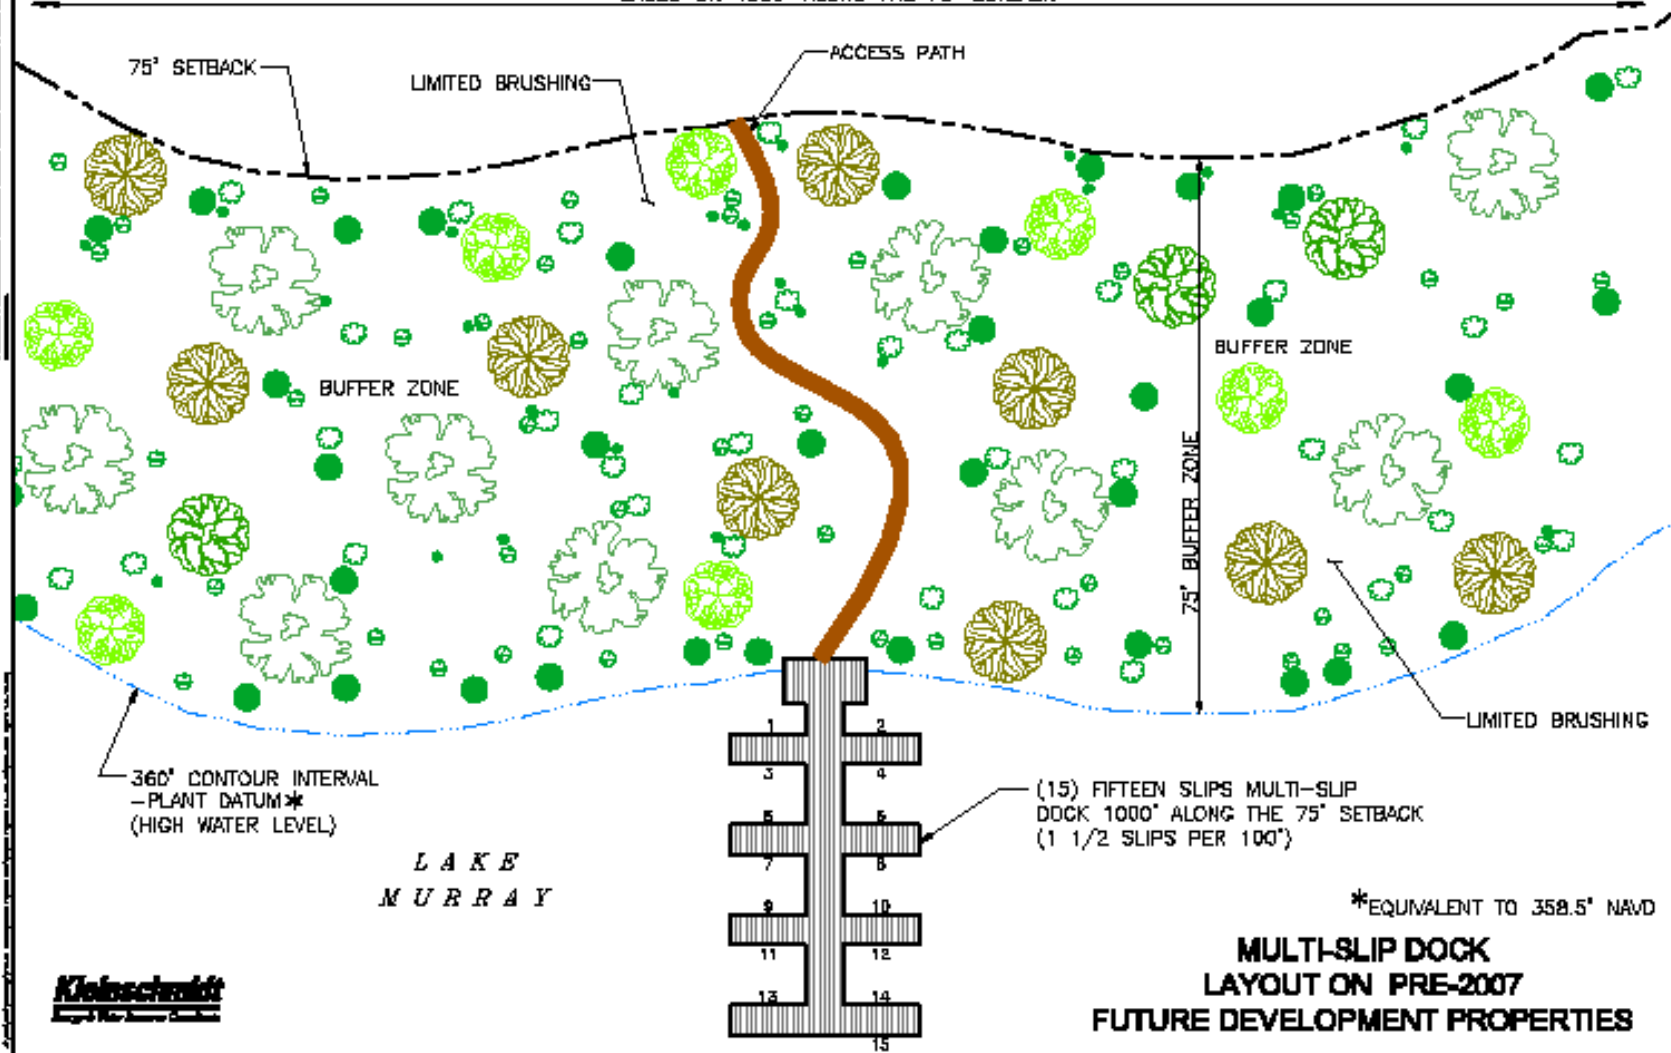 ACCESS PATH
75' SETBACK
LIMITED BRUSHING
BUFFER ZONE
BUFFER ZONE
75' BUFFER ZONE
LIMITED BRUSHING
1 2
3 4
5 6
7 8
9 10
11 12
13 14
15
360' CONTOUR INTERVAL
-PLANT DATUM*
(HIGH WATER LEVEL)
(15) FIFTEEN SLIPS MULTI-SLIP
DOCK 1000' ALONG THE 75' SETBACK
(1 1/2 SLIPS PER 100')
LAKE
MURRAY
*EQUIVALENT TO 358.5' NAVD
MULTI-SLIP DOCK
LAYOUT ON PRE-2007
FUTURE DEVELOPMENT PROPERTIES
Kleinschmidt